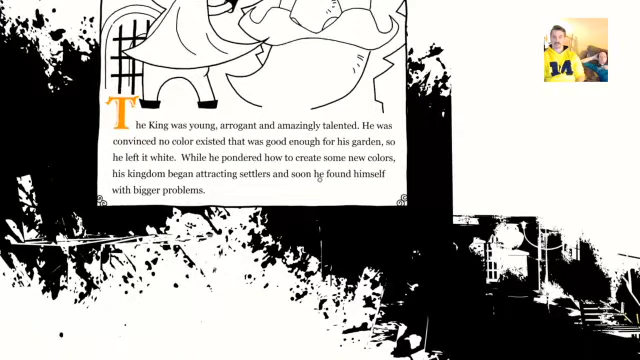 The King was young, arrogant and amazingly talented. He was
convinced no color existed that was good enough for his garden, so
he left it white. While he pondered how to create some new colors,
his kingdom began attracting settlers and soon he found himself
with bigger problems.
14